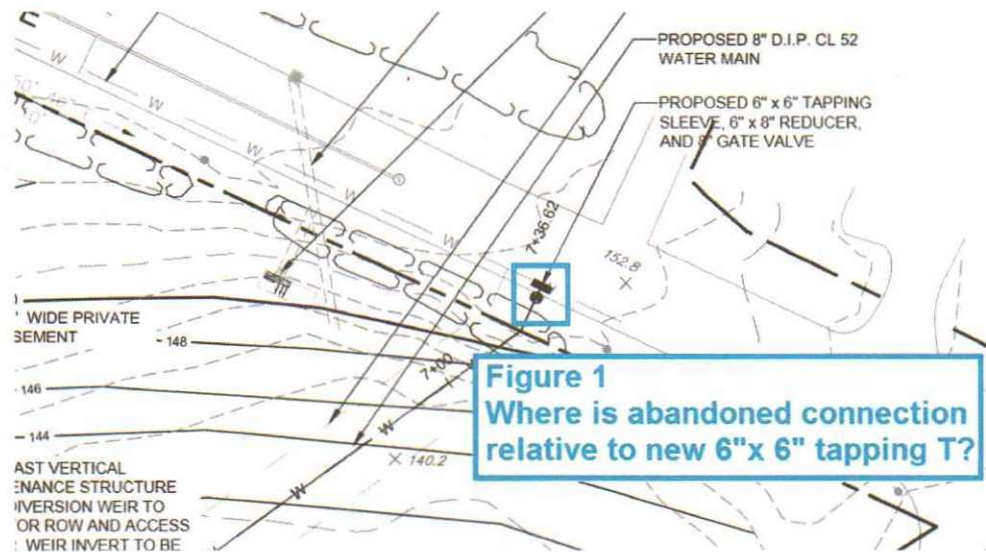 PROPOSED 8" D.I.P. CL 52
WATER MAIN
PROPOSED 6" x 6" TAPPING
SLEEVE, 6" x 8" REDUCER,
AND 8" GATE VALVE
W
W
W
W
W
W
7+36.62
152.8
WIDE PRIVATE
SEMENT
148
146
144
7+00
W
140.2
W
Figure 1
Where is abandoned connection
relative to new 6"x 6" tapping T?
AST VERTICAL
ENANCE STRUCTURE
IVERSION WEIR TO
OR ROW AND ACCESS
WEIR INVERT TO BE